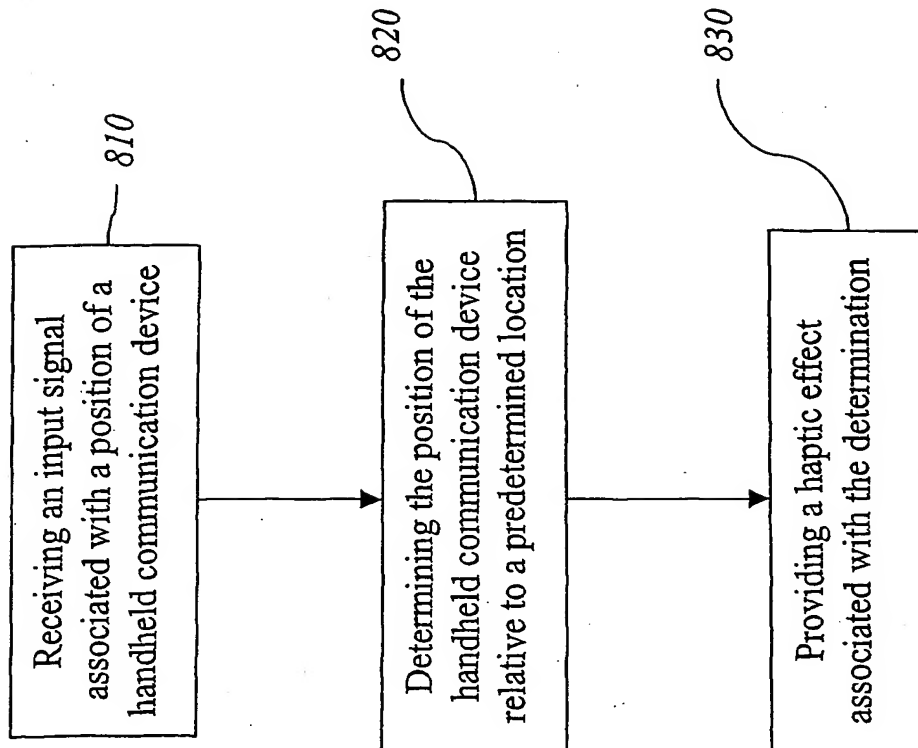 Receiving an input signal
associated with a position of a
handheld communication device
810
Determining the position of the
handheld communication device
relative to a predetermined location
820
Providing a haptic effect
associated with the determination
830